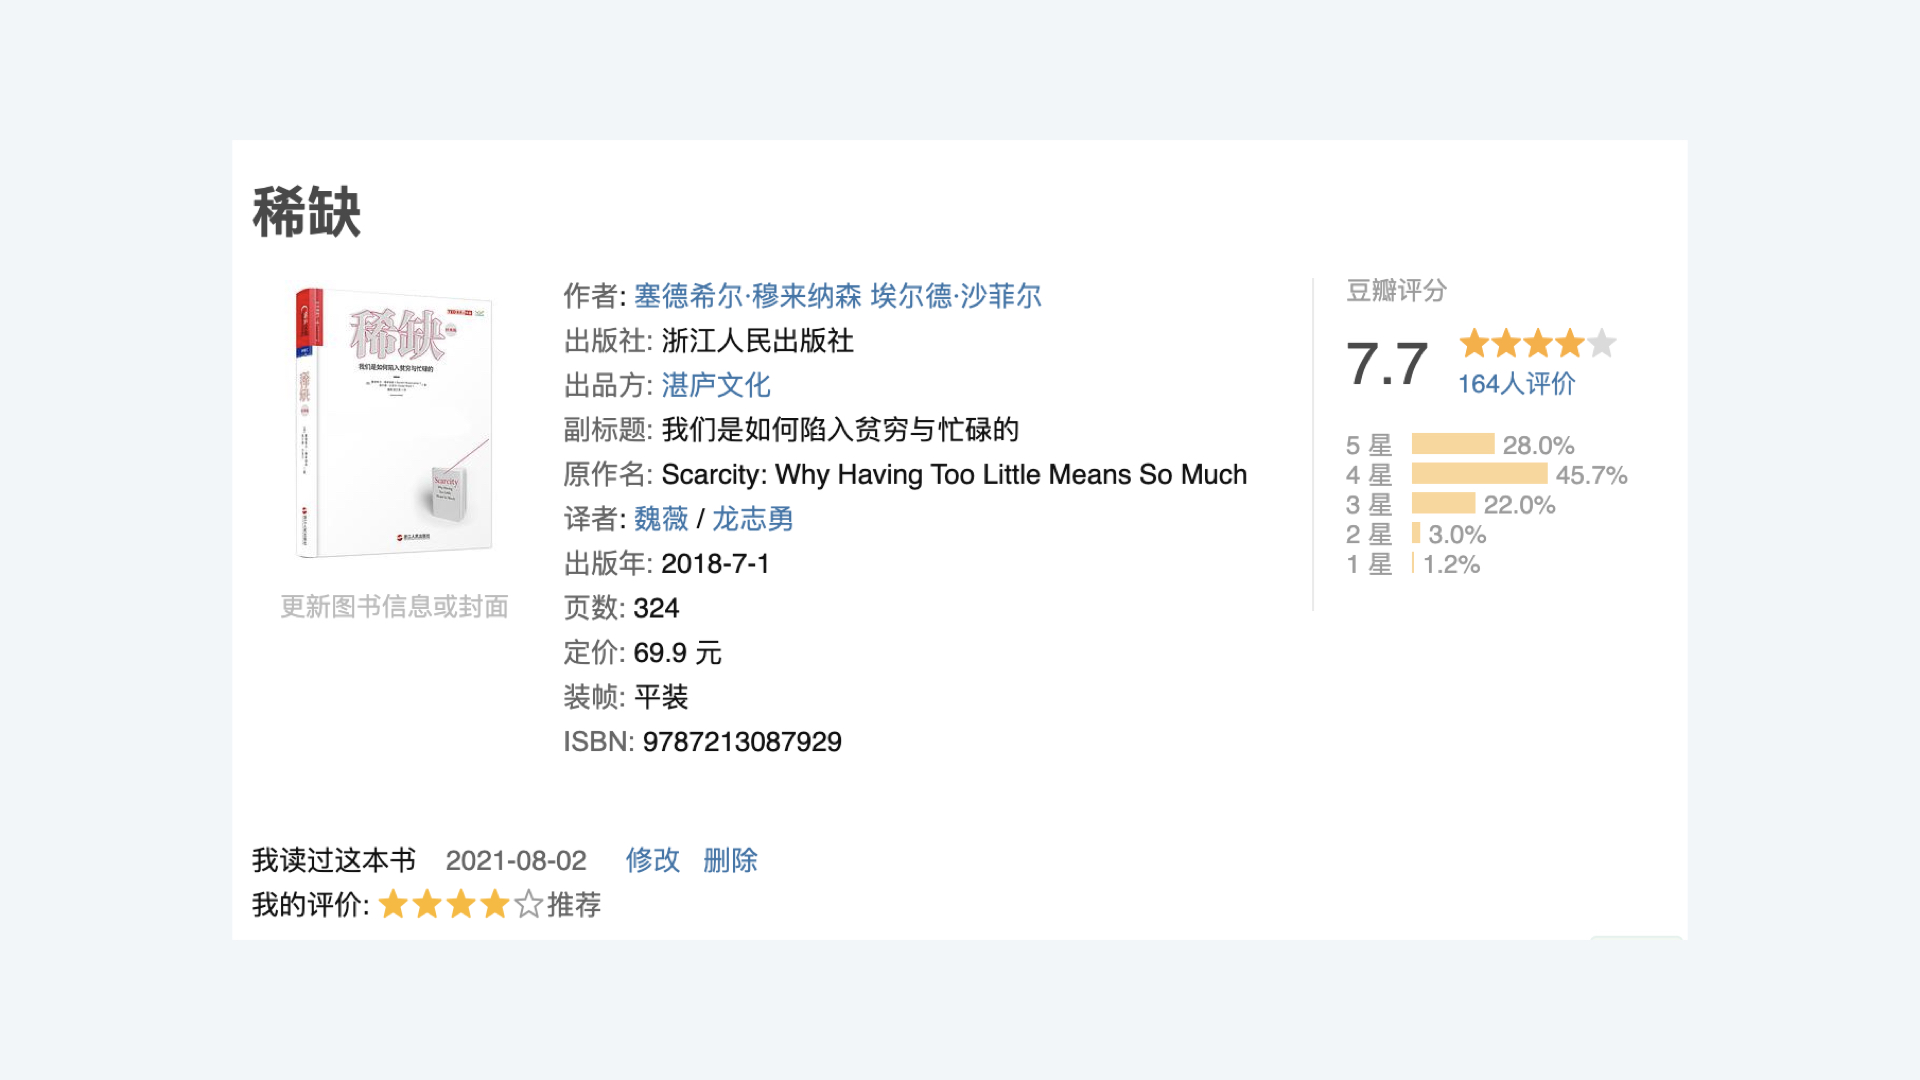 稀缺
稀缺
我们是如何陷入贫穷与忙碌的
Scarcity
浙江人民出版社
更新图书信息或封面
作者: 塞德希尔·穆来纳森 埃尔德·沙菲尔
出版社: 浙江人民出版社
出品方: 湛庐文化
副标题: 我们是如何陷入贫穷与忙碌的
原作名: Scarcity: Why Having Too Little Means So Much
译者: 魏薇 / 龙志勇
出版年: 2018-7-1
页数: 324
定价: 69.9 元
装帧: 平装
ISBN: 9787213087929
豆瓣评分
7.7
164人评价
5 星 28.0%
4 星 45.7%
3 星 22.0%
2 星 3.0%
1 星 1.2%
我读过这本书 2021-08-02 修改 删除
我的评价: 推荐